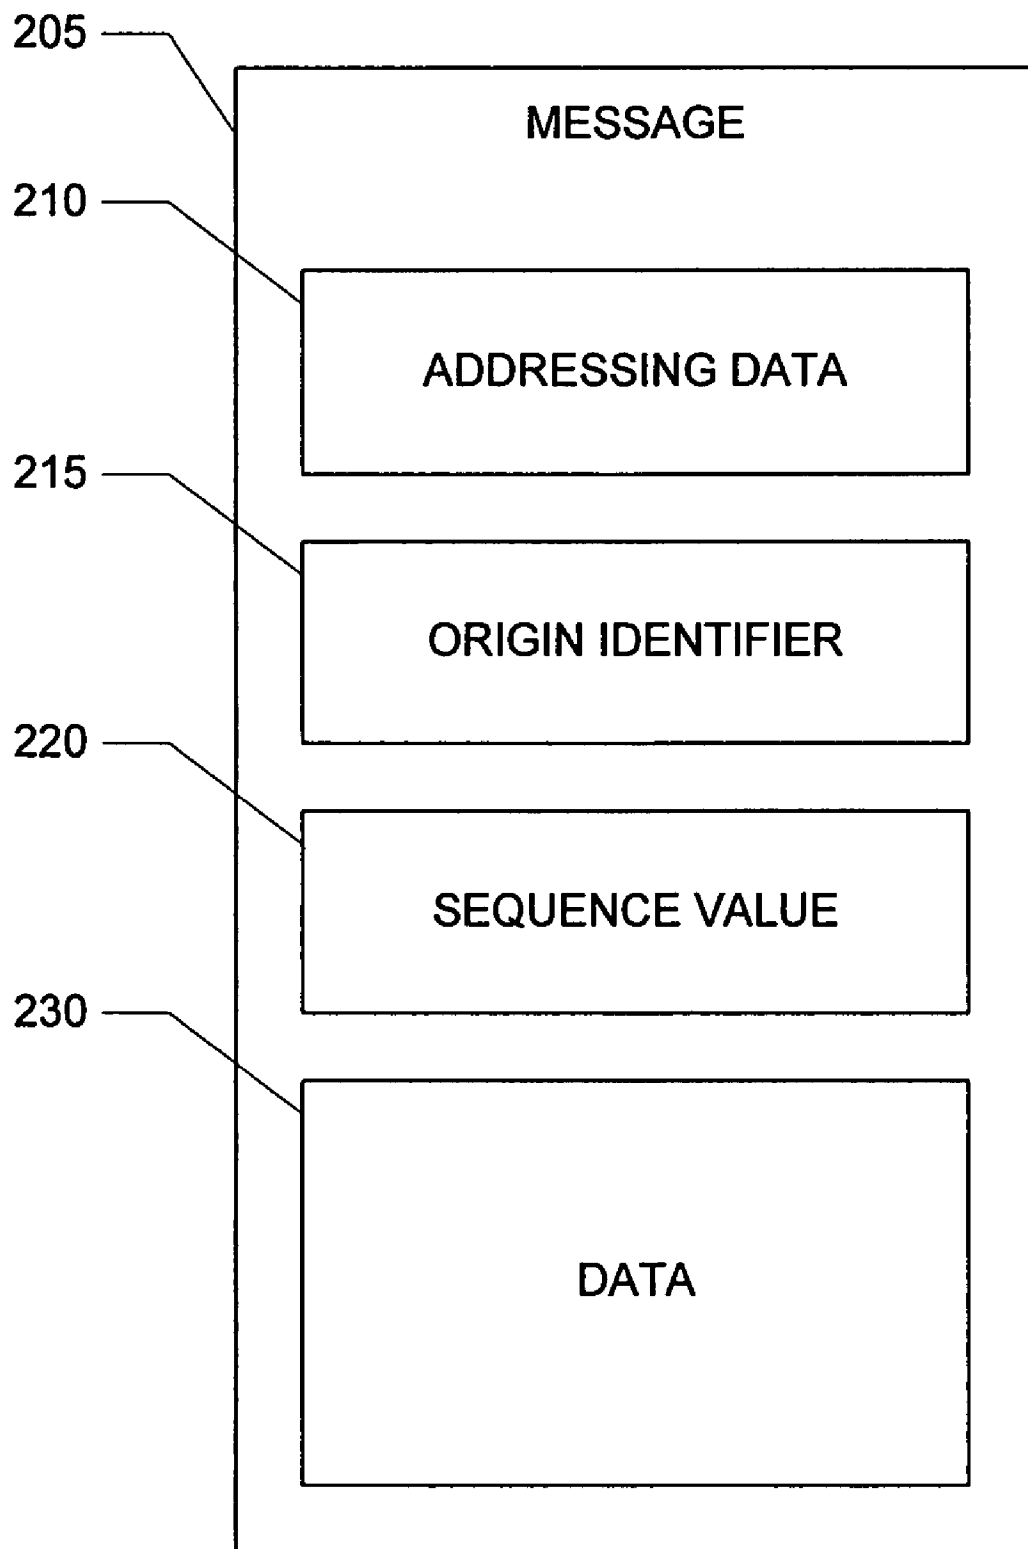 205
MESSAGE
210
ADDRESSING DATA
215
ORIGIN IDENTIFIER
220
SEQUENCE VALUE
230
DATA